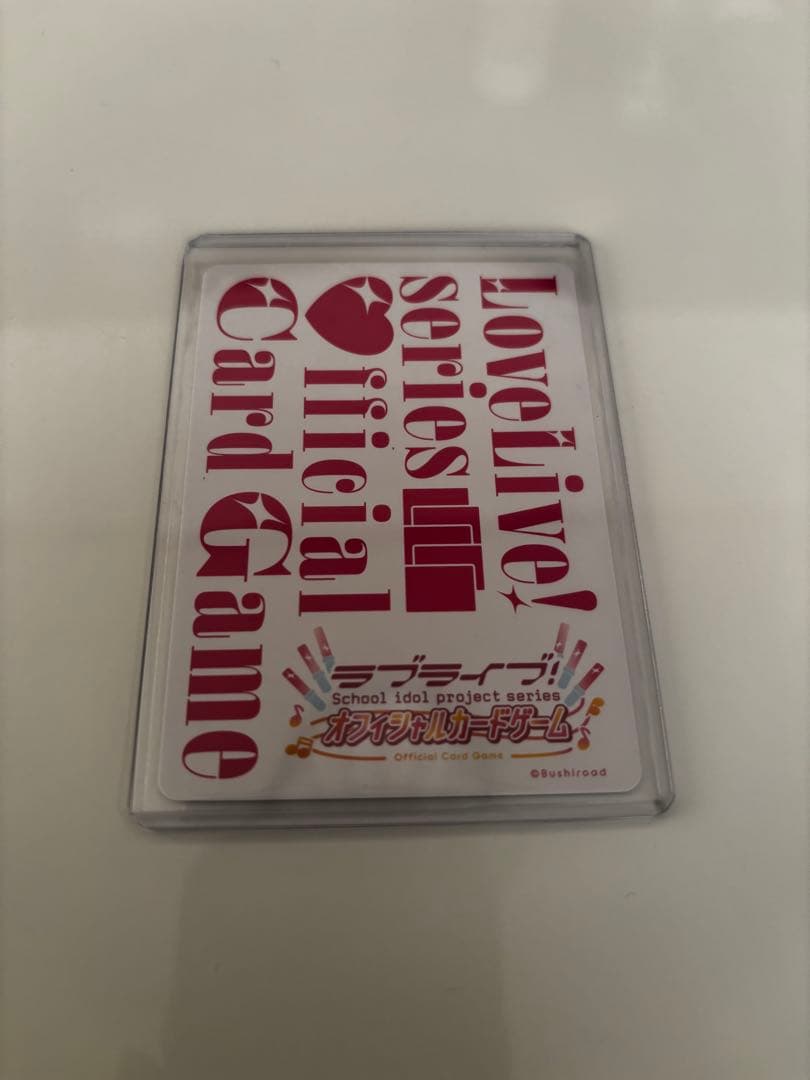 LoveLive!
series
fficial
Card Game
ラブライブ!
School idol project series
オフィシャルカードゲーム
Official Card Game
©Bushiroad